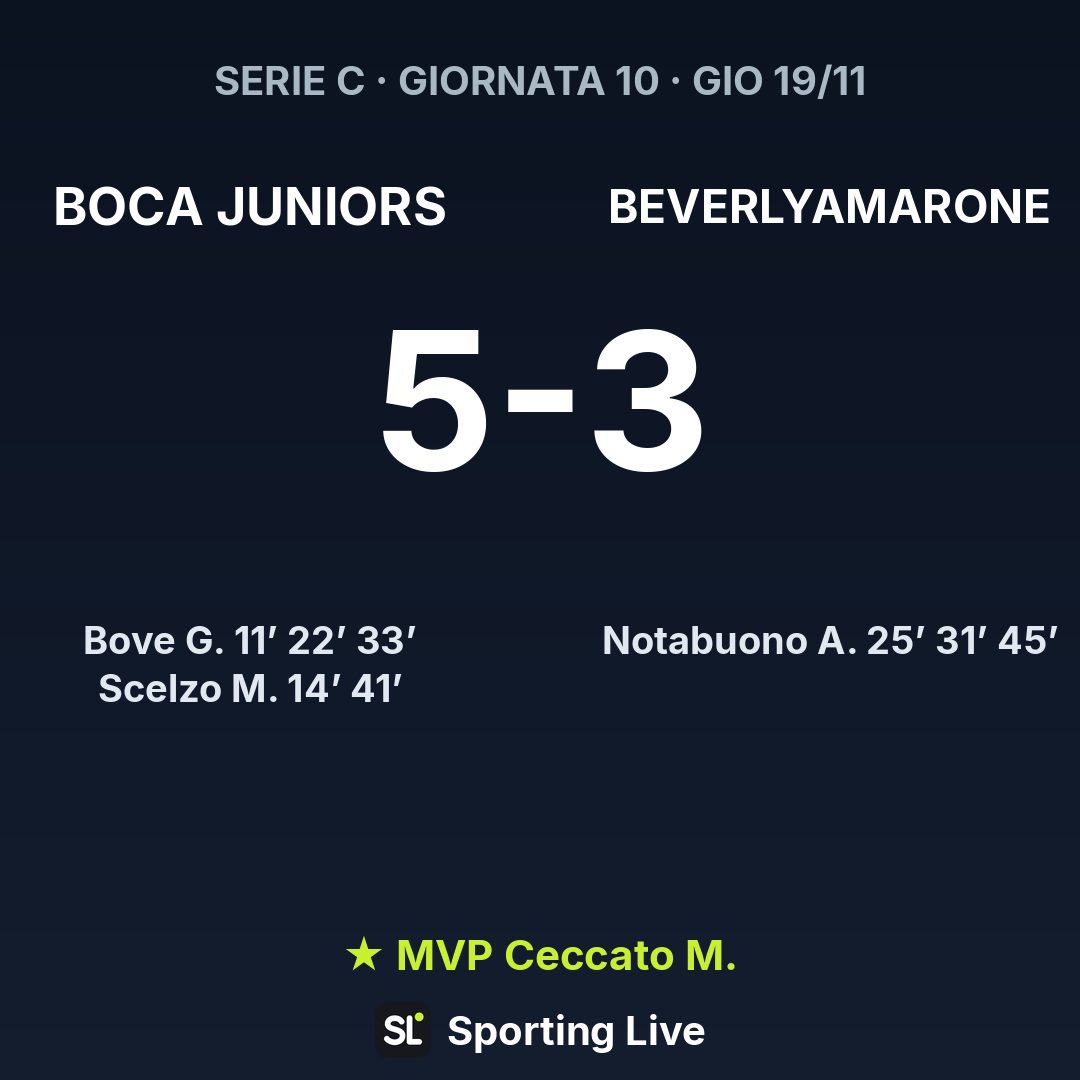 SERIE C · GIORNATA 10 · GIO 19/11
BOCA JUNIORS
BEVERLYAMARONE
5-3
Bove G. 11’ 22’ 33’
Scelzo M. 14’ 41’
Notabuono A. 25’ 31’ 45’
★ MVP Ceccato M.
SL Sporting Live